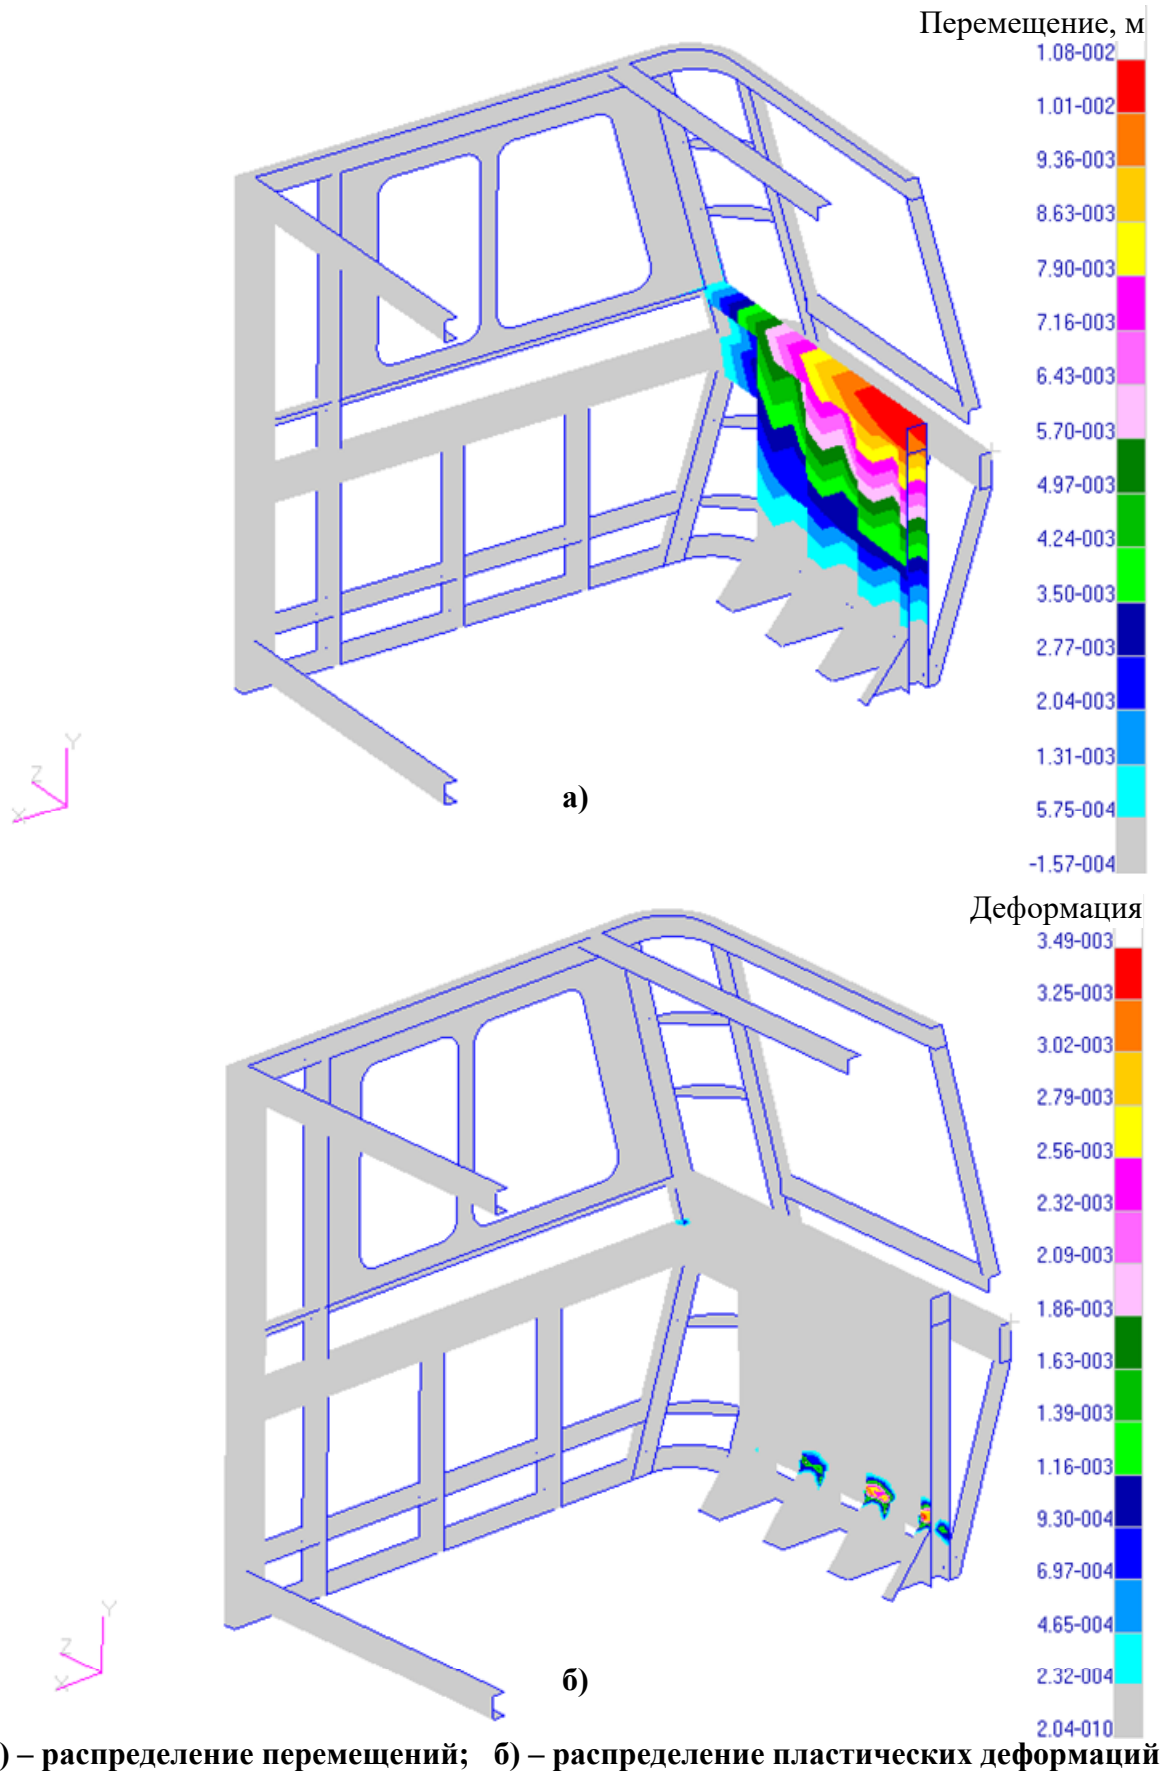 Перемещение, м
1.08-002
1.01-002
9.36-003
8.63-003
7.90-003
7.16-003
6.43-003
5.70-003
4.97-003
4.24-003
3.50-003
2.77-003
2.04-003
1.31-003
5.75-004
-1.57-004
Y
Z
X
а)
Деформация
3.49-003
3.25-003
3.02-003
2.79-003
2.56-003
2.32-003
2.09-003
1.86-003
1.63-003
1.39-003
1.16-003
9.30-004
6.97-004
4.65-004
2.32-004
2.04-010
Y
Z
X
б)
) – распределение перемещений; б) – распределение пластических деформаций